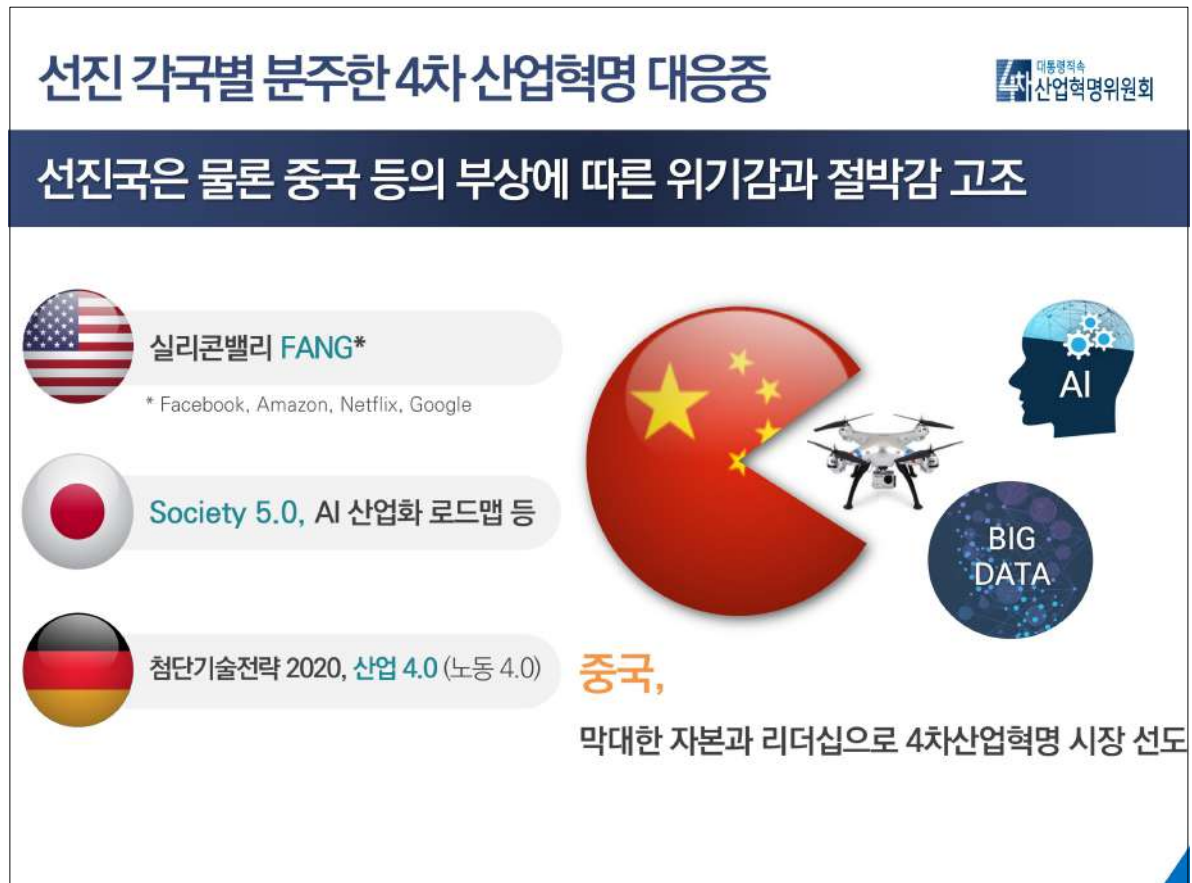 선진 각국별 분주한 4차 산업혁명 대응중
대통령직속
4차산업혁명위원회
선진국은 물론 중국 등의 부상에 따른 위기감과 절박감 고조
실리콘밸리 FANG*
* Facebook, Amazon, Netflix, Google
Society 5.0, AI 산업화 로드맵 등
첨단기술전략 2020, 산업 4.0 (노동 4.0)
AI
BIG
DATA
중국,
막대한 자본과 리더십으로 4차산업혁명 시장 선도